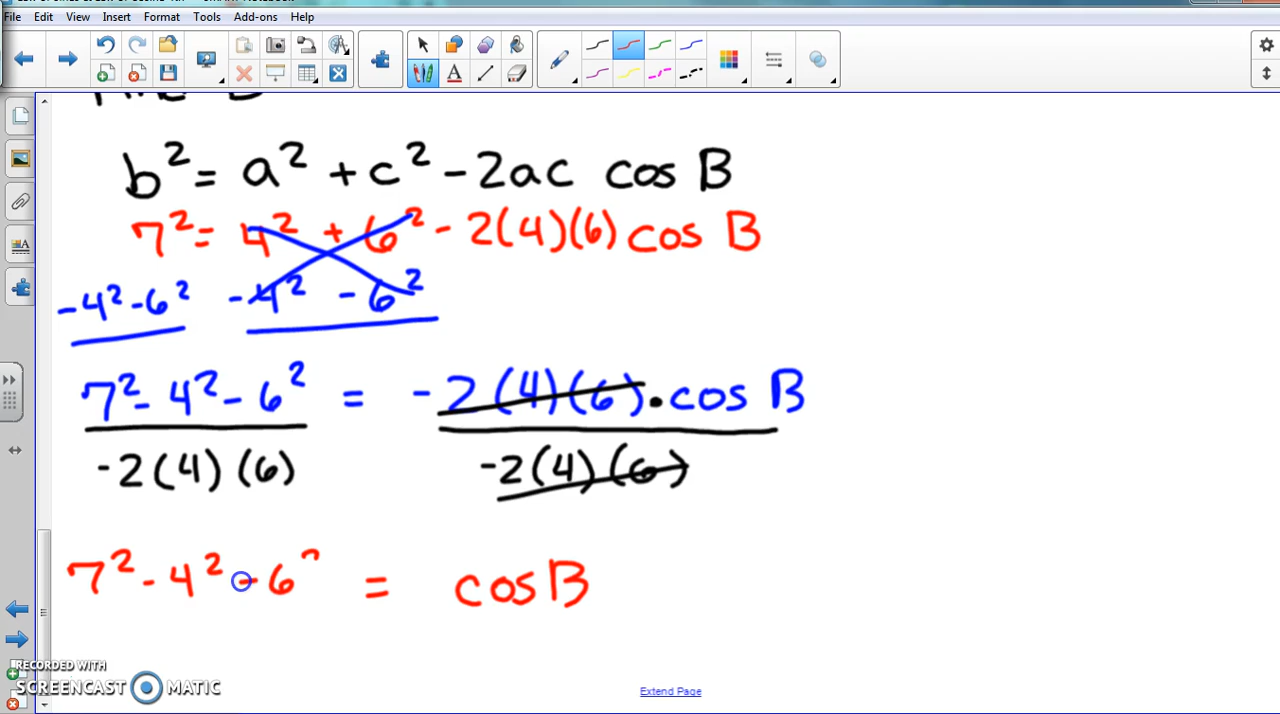 File Edit View Insert Format Tools Add-ons Help
b² = a² + c² - 2ac cos B
7² = 4² + 6² - 2(4)(6) cos B
-4² - 6² -4² - 6²
7² - 4² - 6² = -2(4)(6) · cos B
-2(4)(6) -2(4)(6)
7² - 4² - 6 = cos B
RECORDED WITH
SCREENCAST MATIC
Extend Page